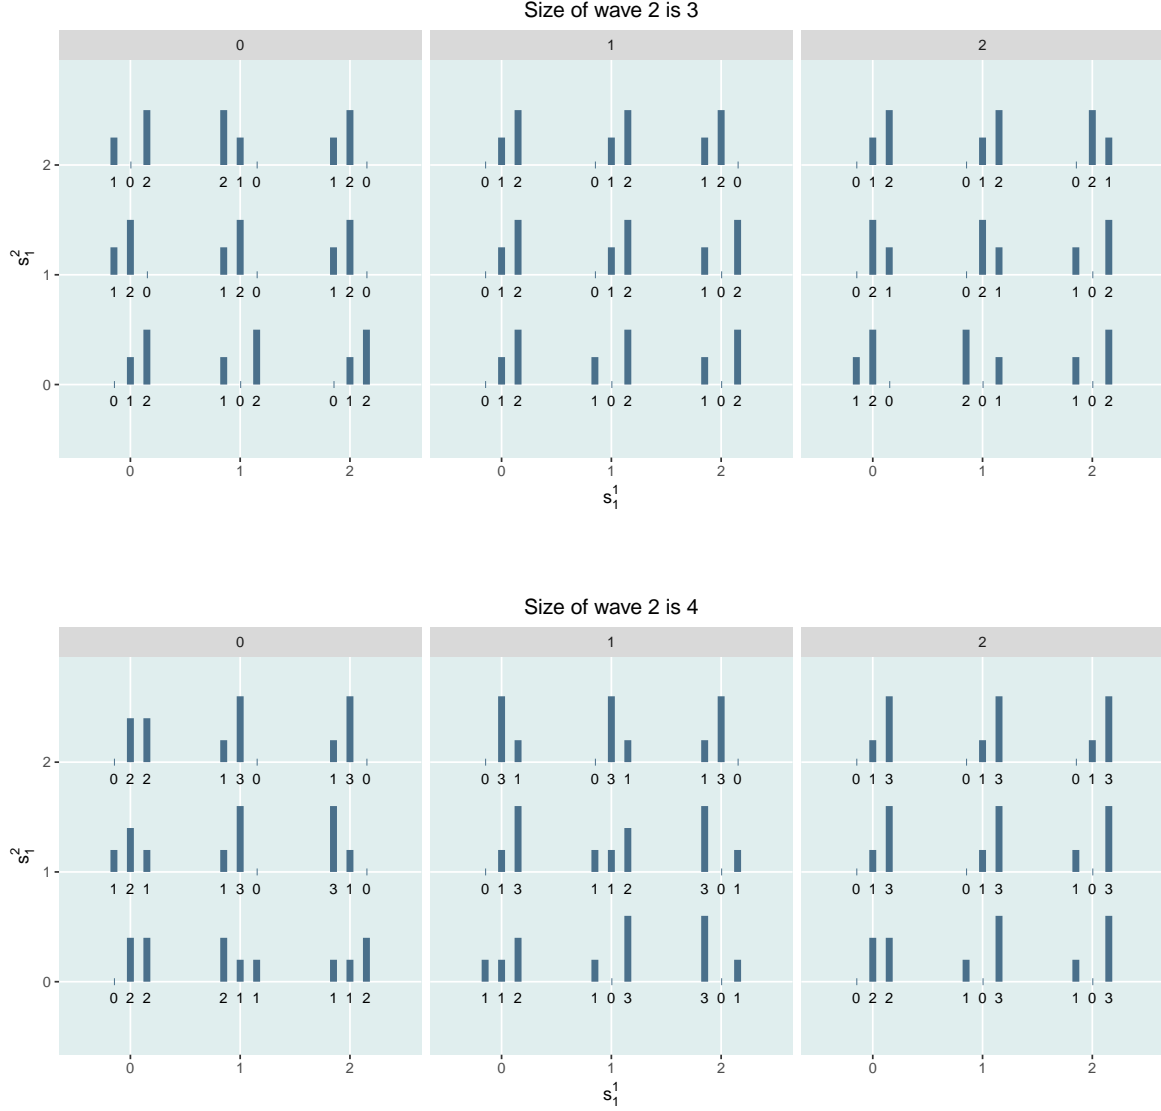 Size of wave 2 is 3
0 1 2
2
1 0 2 2 1 0 1 2 0 0 1 2 0 1 2 1 2 0 0 1 2 0 1 2 0 2 1
1
1 2 0 1 2 0 1 2 0 0 1 2 0 1 2 1 0 2 0 2 1 0 2 1 1 0 2
0
0 1 2 1 0 2 0 1 2 0 1 2 1 0 2 1 0 2 1 2 0 2 0 1 1 0 2
s₁²
0 1 2 0 1 2 0 1 2
s₁¹
Size of wave 2 is 4
0 1 2
2
0 2 2 1 3 0 1 3 0 0 3 1 0 3 1 1 3 0 0 1 3 0 1 3 0 1 3
1
1 2 1 1 3 0 3 1 0 0 1 3 1 1 2 3 0 1 0 1 3 0 1 3 1 0 3
0
0 2 2 2 1 1 1 1 2 1 1 2 1 0 3 3 0 1 0 2 2 1 0 3 1 0 3
s₁²
0 1 2 0 1 2 0 1 2
s₁¹